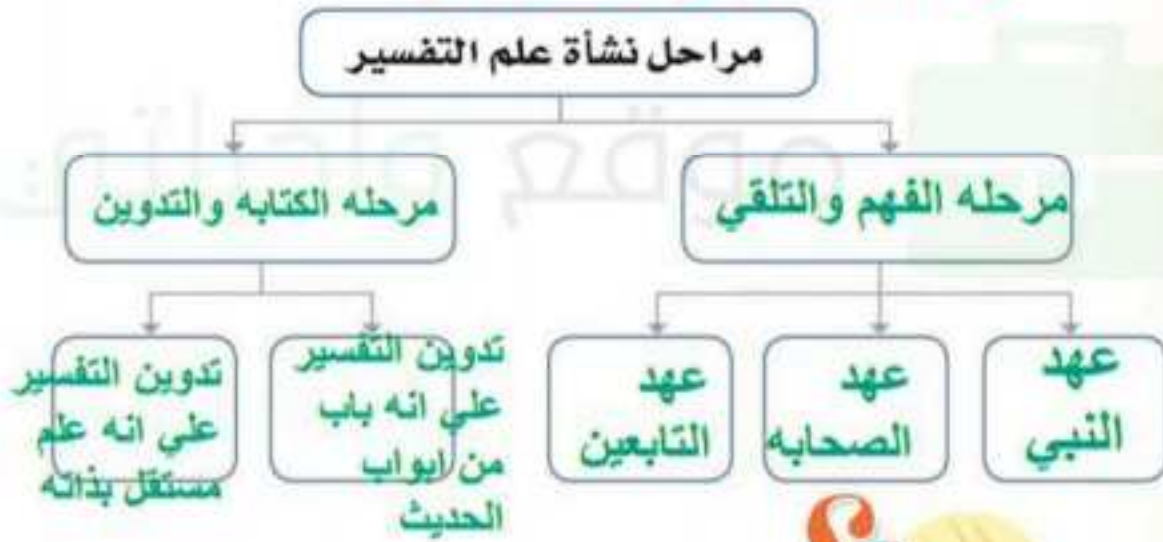 مراحل نشأة علم التفسير
مرحله الفهم والتلقي
مرحله الكتابه والتدوين
عهد
النبي
عهد
الصحابه
عهد
التابعين
تدوين التفسير
علي انه باب
من ابواب
الحديث
تدوين التفسير
علي انه علم
مستقل بذاته